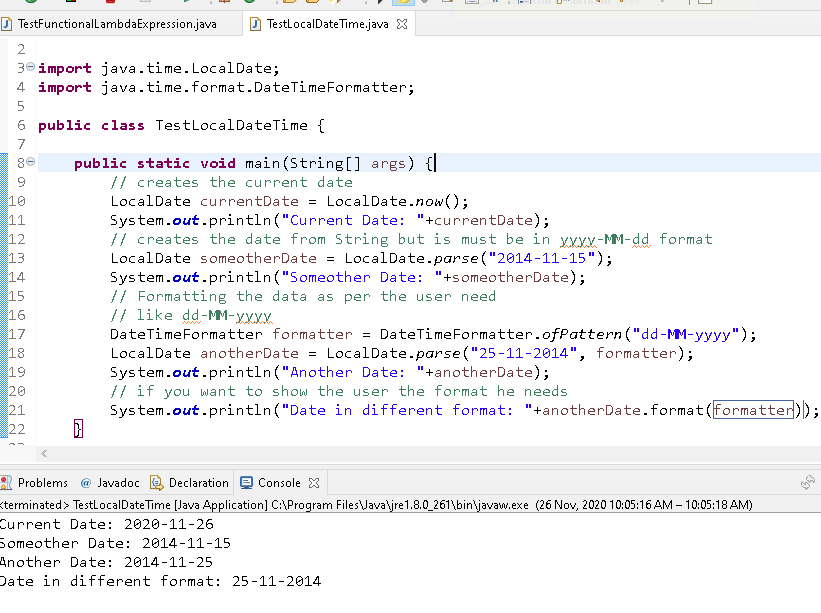 TestFunctionalLambdaExpression.java TestLocalDateTime.java
2
3 import java.time.LocalDate;
4 import java.time.format.DateTimeFormatter;
5
6 public class TestLocalDateTime {
7
8 public static void main(String[] args) {
9 // creates the current date
10 LocalDate currentDate = LocalDate.now();
11 System.out.println("Current Date: "+currentDate);
12 // creates the date from String but is must be in yyyy-MM-dd format
13 LocalDate someotherDate = LocalDate.parse("2014-11-15");
14 System.out.println("Someother Date: "+someotherDate);
15 // Formatting the data as per the user need
16 // like dd-MM-yyyy
17 DateTimeFormatter formatter = DateTimeFormatter.ofPattern("dd-MM-yyyy");
18 LocalDate anotherDate = LocalDate.parse("25-11-2014", formatter);
19 System.out.println("Another Date: "+anotherDate);
20 // if you want to show the user the format he needs
21 System.out.println("Date in different format: "+anotherDate.format(formatter));
22 }
Problems @ Javadoc Declaration Console
<terminated> TestLocalDateTime [Java Application] C:\Program Files\Java\jre1.8.0_261\bin\javaw.exe (26 Nov, 2020 10:05:16 AM – 10:05:18 AM)
Current Date: 2020-11-26
Someother Date: 2014-11-15
Another Date: 2014-11-25
Date in different format: 25-11-2014